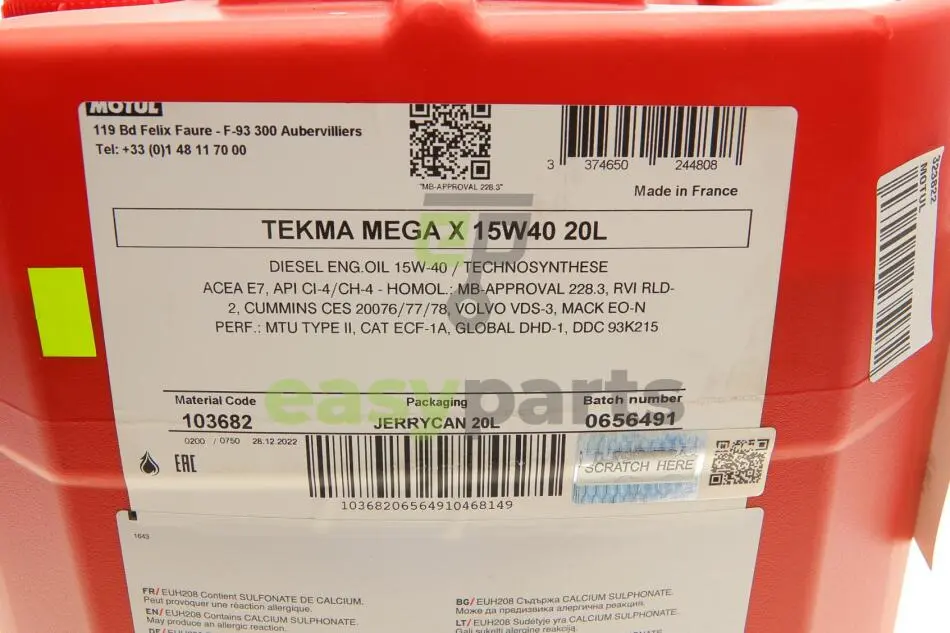 MOTUL
119 Bd Felix Faure - F-93 300 Aubervilliers
Tel: +33 (0)1 48 11 70 00
"MB-APPROVAL 228.3"
3 374650 244808
Made in France
TEKMA MEGA X 15W40 20L
DIESEL ENG.OIL 15W-40 / TECHNOSYNTHESE
ACEA E7, API CI-4/CH-4 - HOMOL.: MB-APPROVAL 228.3, RVI RLD-
2, CUMMINS CES 20076/77/78, VOLVO VDS-3, MACK EO-N
PERF.: MTU TYPE II, CAT ECF-1A, GLOBAL DHD-1, DDC 93K215
easyparts
Material Code
103682
Packaging
JERRYCAN 20L
Batch number
0656491
0200 / 0750 28.12.2022
EAC
10368206564910468149
SCRATCH HERE
323822
MOTUL
1643
FR/ EUH208 Contient SULFONATE DE CALCIUM.
Peut provoquer une réaction allergique.
EN/ EUH208 Contains CALCIUM SULPHONATE.
May produce an allergic reaction.
BG/ EUH208 Съдържа CALCIUM SULPHONATE.
Може да предизвика алергична реакция.
LT/ EUH208 Sudėtyje yra CALCIUM SULPHONATE.
Gali sukelti alerginę reakciją.